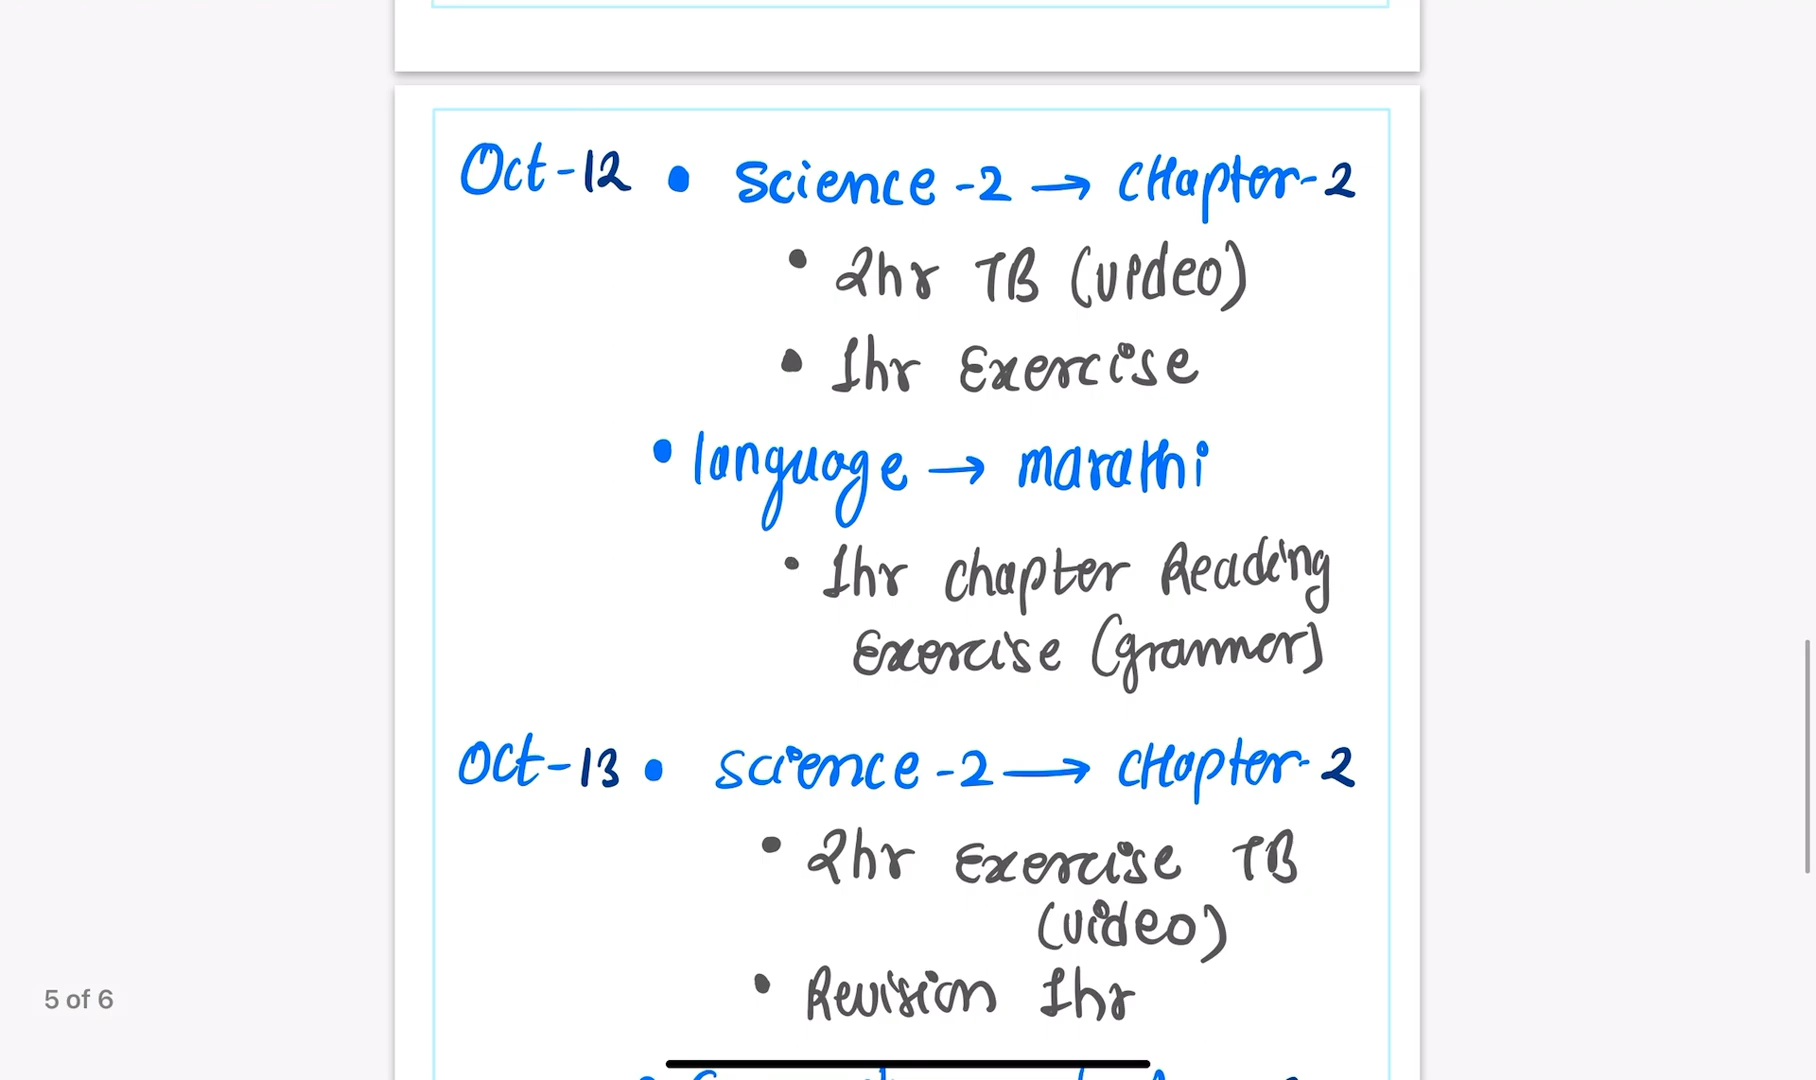 Oct-12 • Science-2 → CHapter-2
• 2hr TB (video)
• 1hr Exercise
• language → marathi
• 1hr chapter Reading
Exercise (grammer)
Oct-13 • Science-2 → CHapter-2
• 2hr Exercise TB
(video)
• Revision 1hr
5 of 6